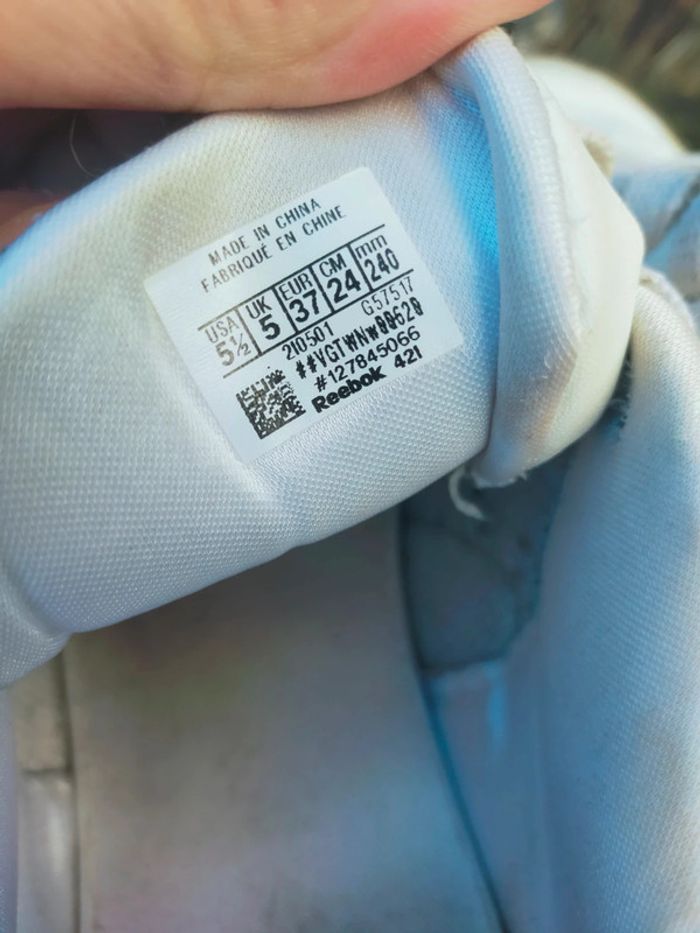 MADE IN CHINA
FABRIQUÉ EN CHINE
USA UK EUR CM mm
5½ 5 37 24 240
210501 G57517
##VGTWN*00620
#127845066
Reebok 421